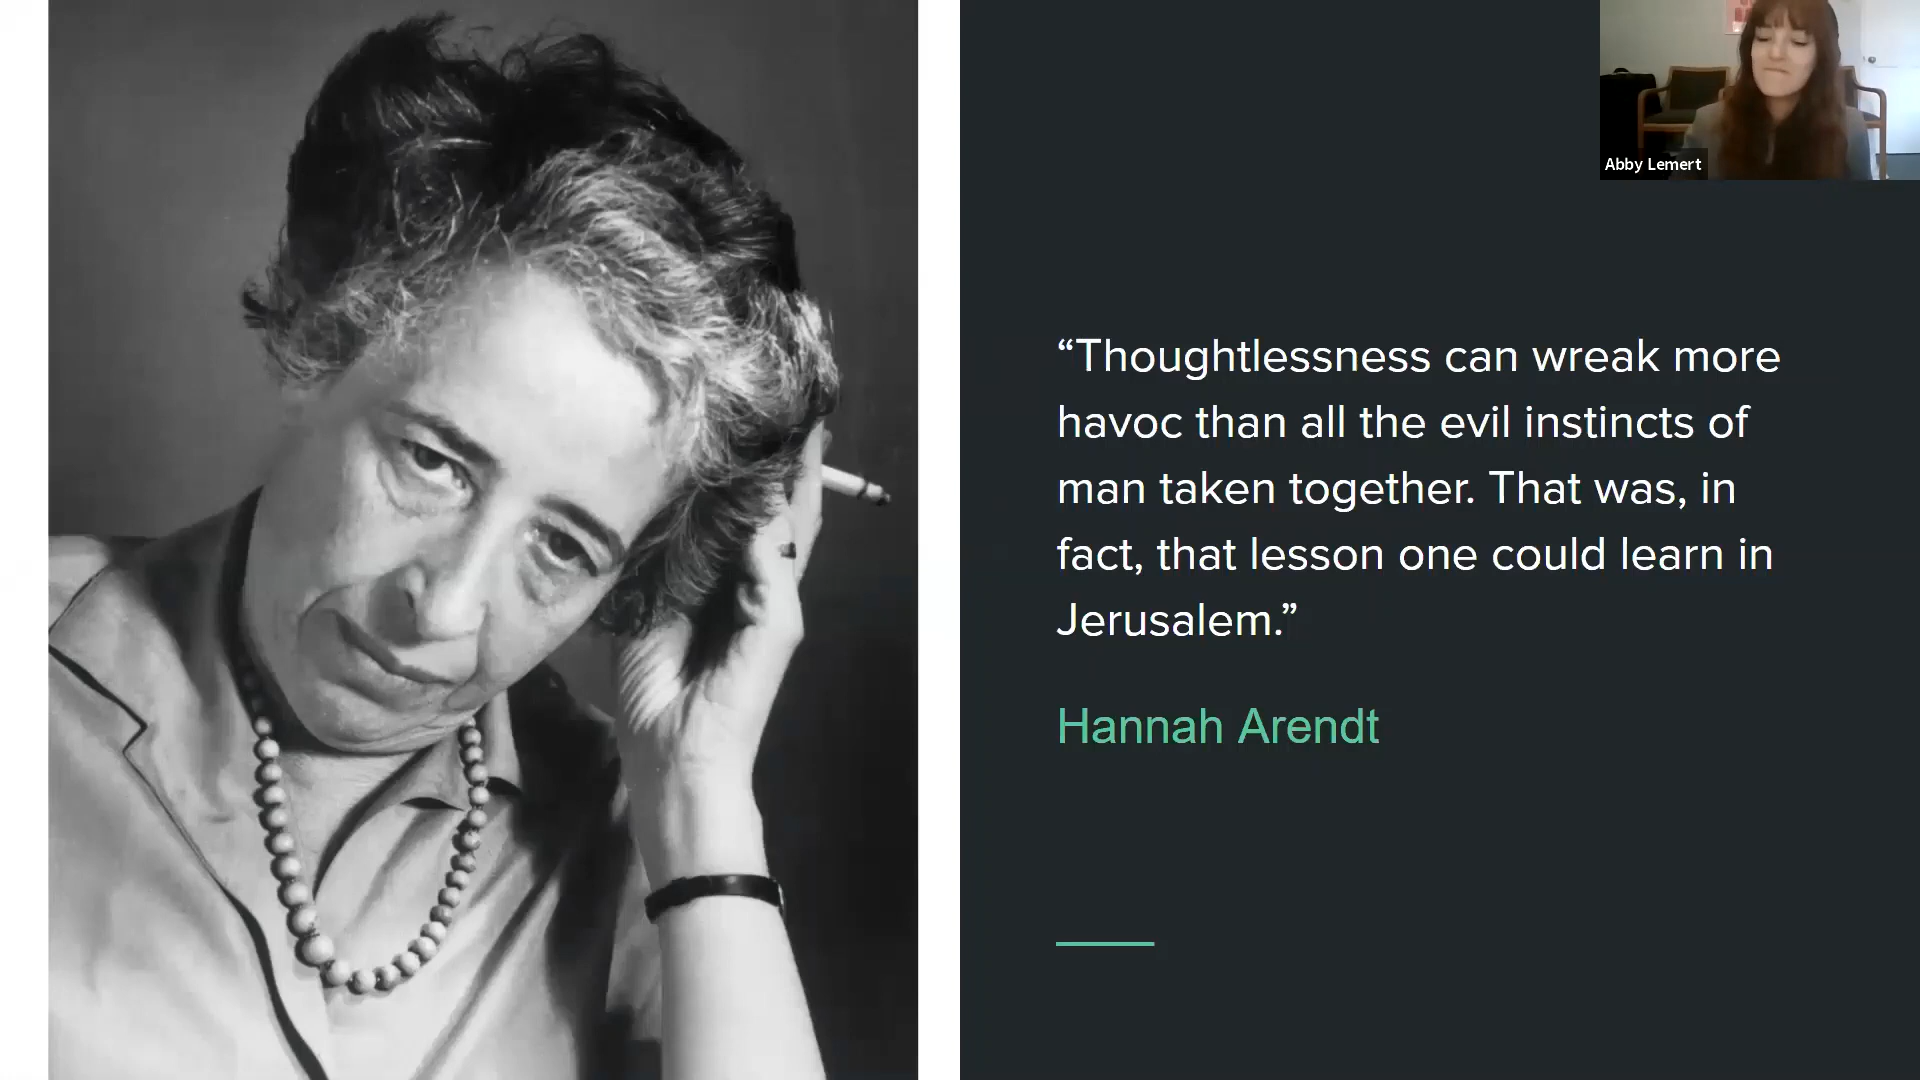 Abby Lemert
“Thoughtlessness can wreak more
havoc than all the evil instincts of
man taken together. That was, in
fact, that lesson one could learn in
Jerusalem.”
Hannah Arendt